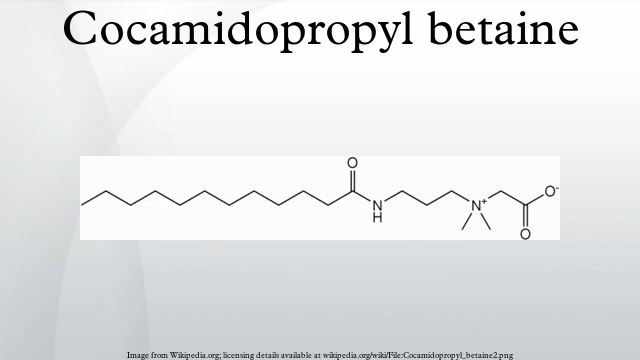 Cocamidopropyl betaine
O
O-
N
H
N+
O
Image from Wikipedia.org; licensing details available at wikipedia.org/wiki/File:Cocamidopropyl_betaine2.png